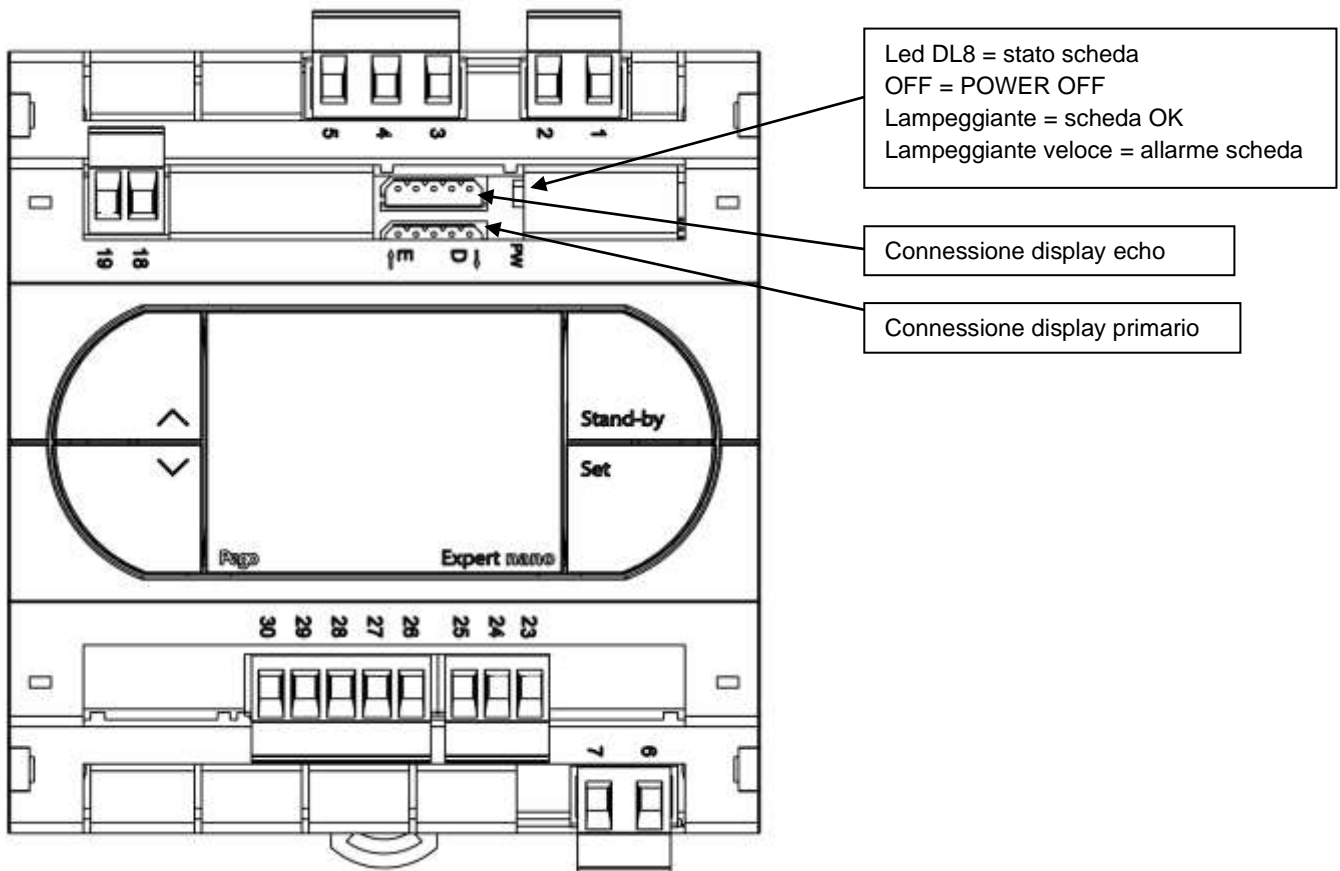 Led DL8 = stato scheda
OFF = POWER OFF
Lampeggiante = scheda OK
Lampeggiante veloce = allarme scheda
5 4 3 2 1
19 18
E D PW
Connessione display echo
Connessione display primario
Stand-by
Set
Pego Expert nano
30 29 28 27 26 25 24 23
7 6